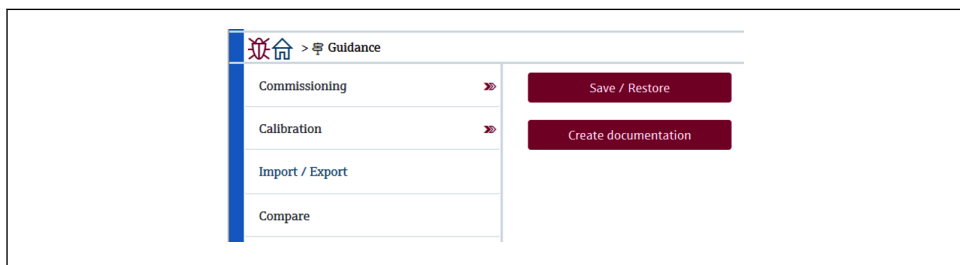 > Guidance
Commissioning
Save / Restore
Calibration
Create documentation
Import / Export
Compare